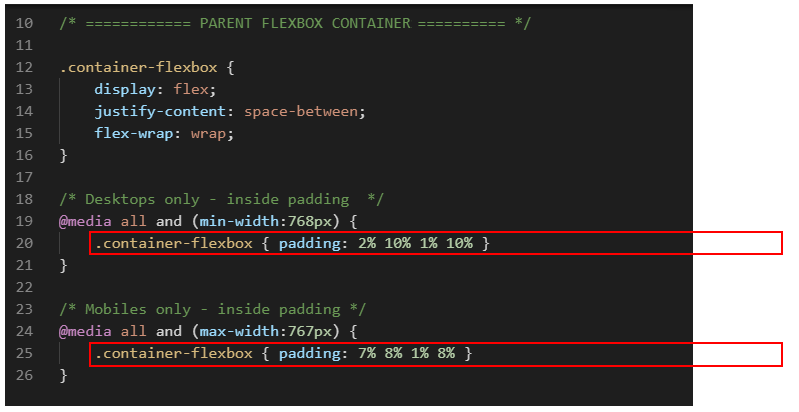 10 /* ============ PARENT FLEXBOX CONTAINER ========== */
11
12 .container-flexbox {
13 display: flex;
14 justify-content: space-between;
15 flex-wrap: wrap;
16 }
17
18 /* Desktops only - inside padding  */
19 @media all and (min-width:768px) {
20 .container-flexbox { padding: 2% 10% 1% 10% }
21 }
22
23 /* Mobiles only - inside padding */
24 @media all and (max-width:767px) {
25 .container-flexbox { padding: 7% 8% 1% 8% }
26 }